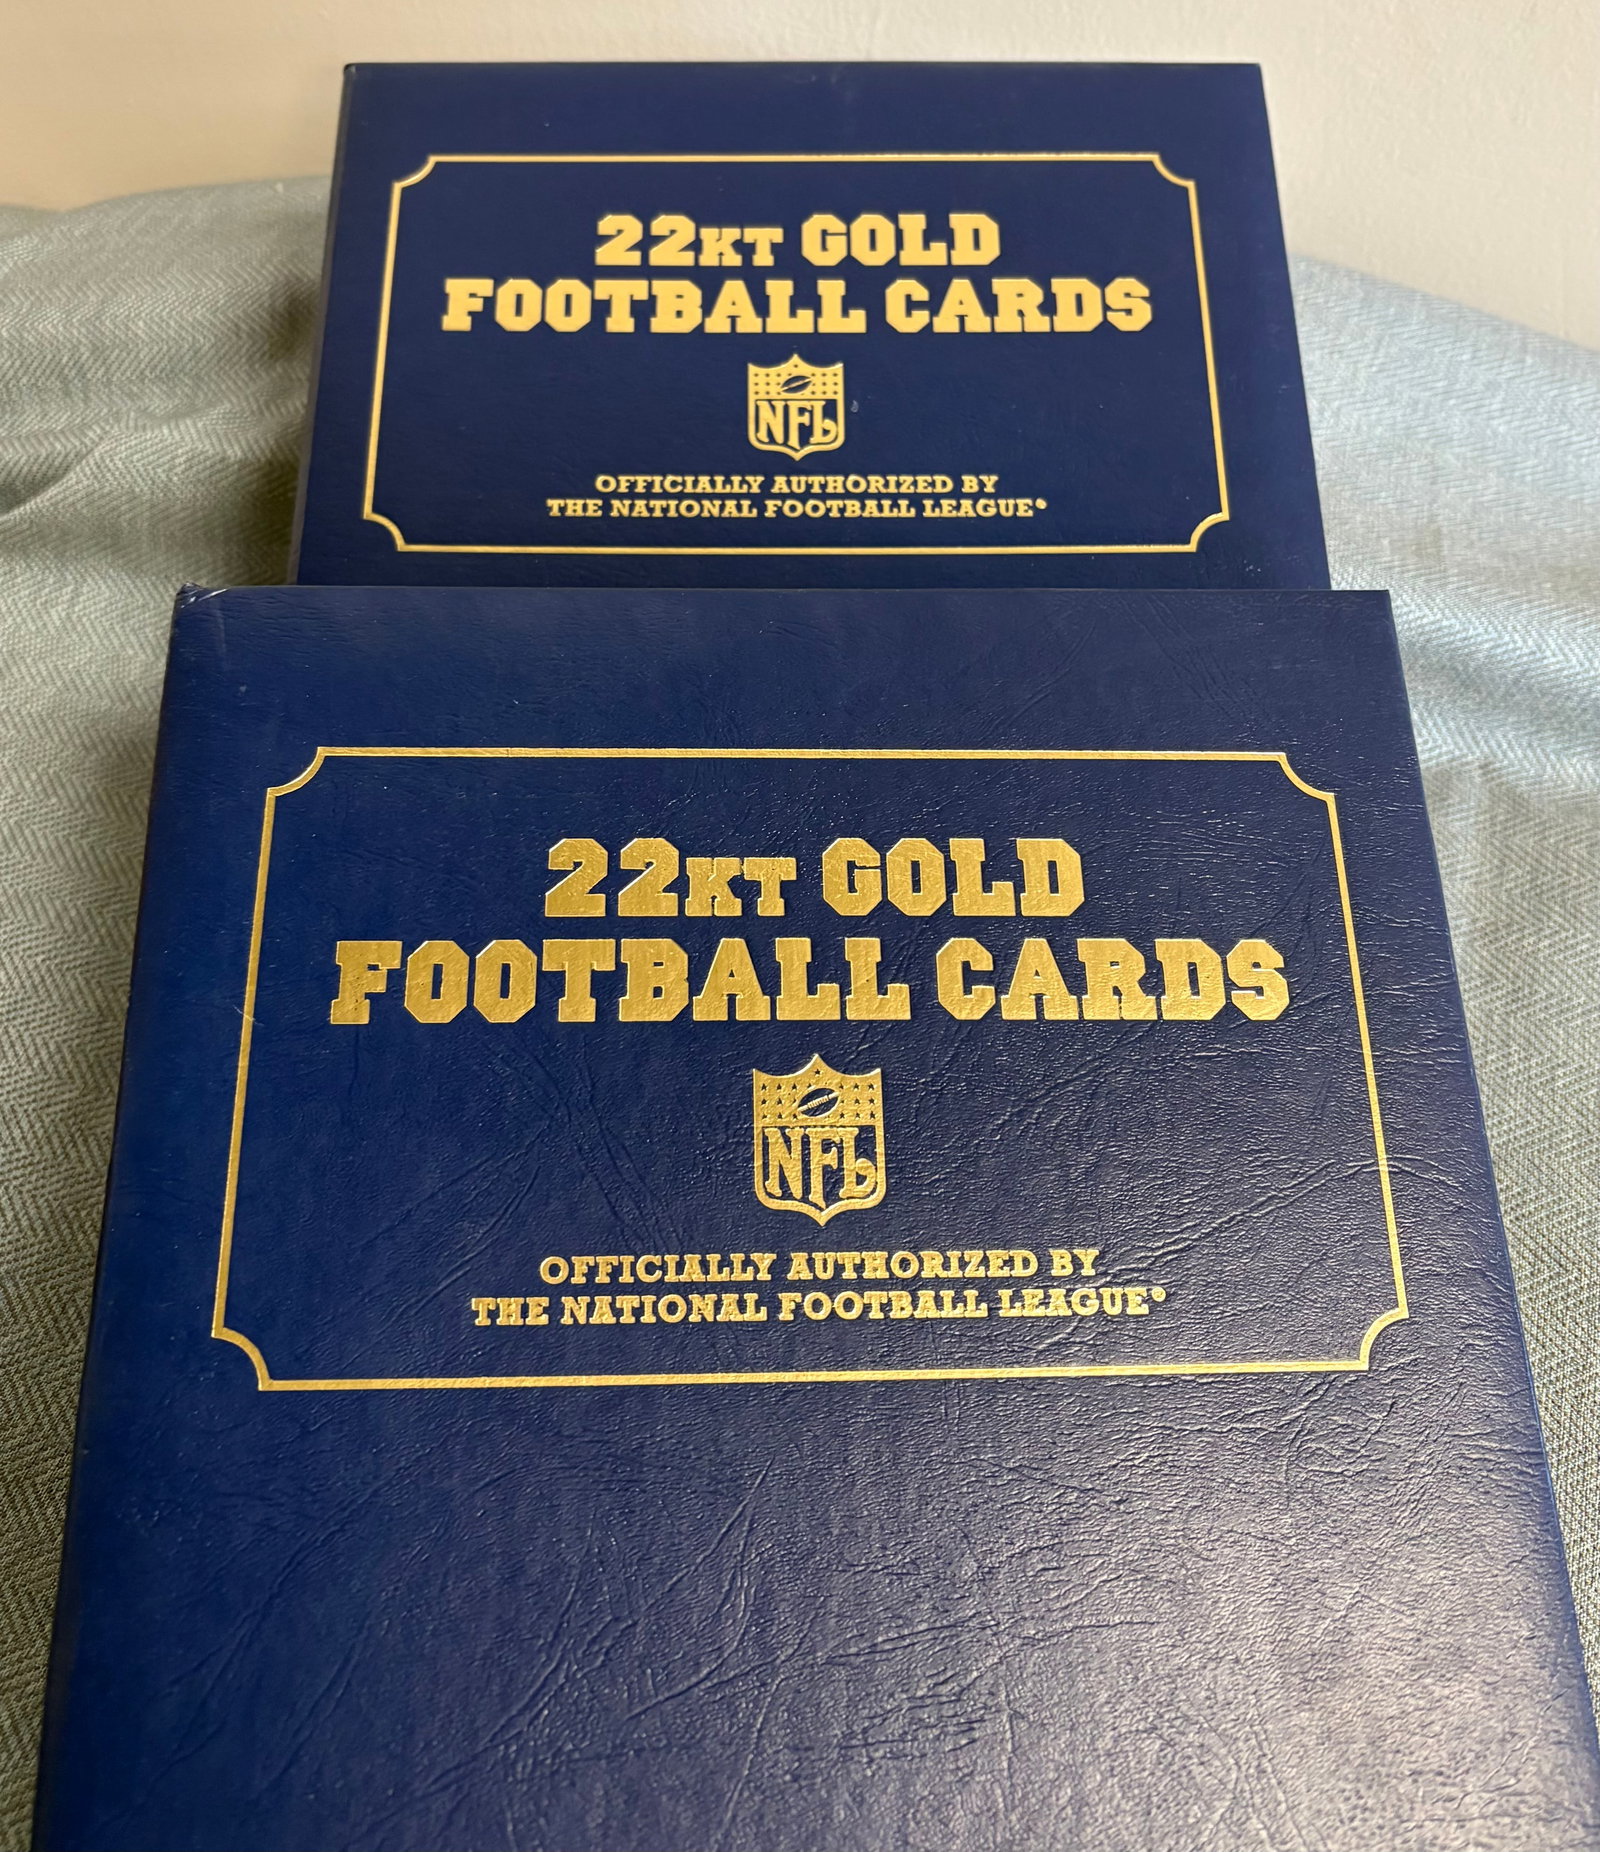 22KT GOLD
FOOTBALL CARDS
NFL
OFFICIALLY AUTHORIZED BY
THE NATIONAL FOOTBALL LEAGUE®
22KT GOLD
FOOTBALL CARDS
NFL
OFFICIALLY AUTHORIZED BY
THE NATIONAL FOOTBALL LEAGUE®